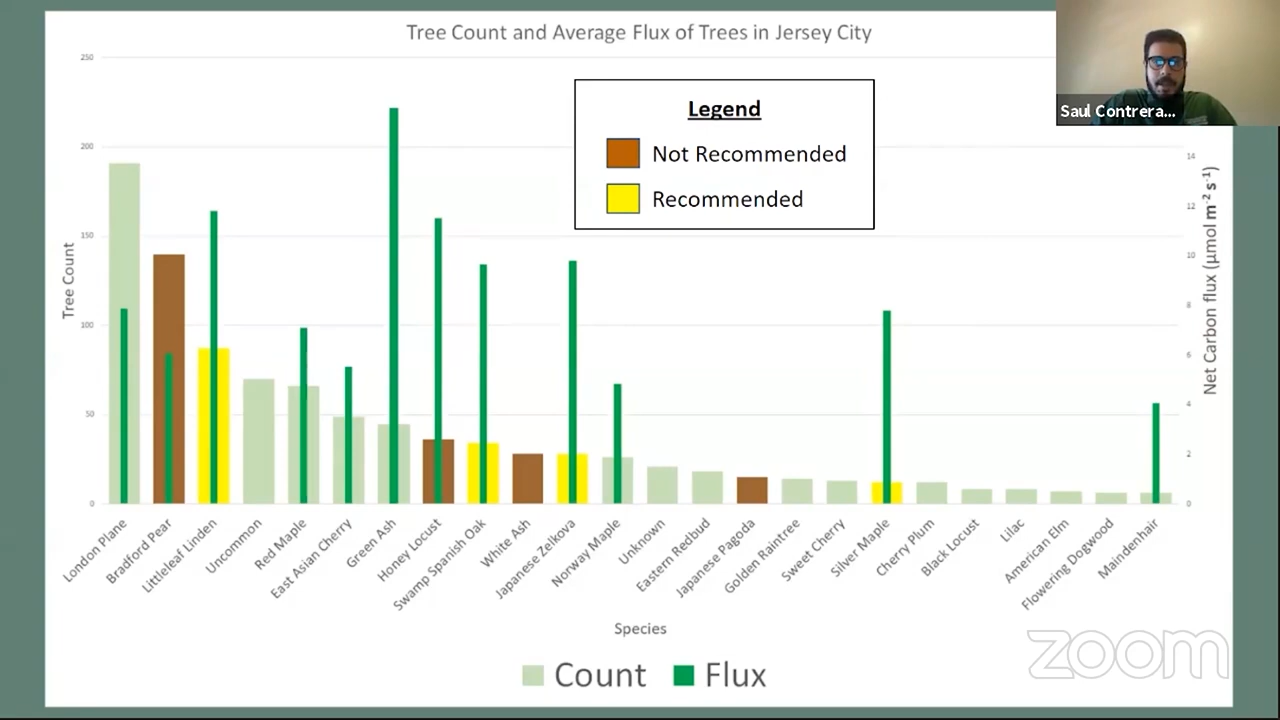 Tree Count and Average Flux of Trees in Jersey City
Saul Contrera...
Legend
Not Recommended
Recommended
Tree Count
250
200
150
100
50
0
Net Carbon flux (µmol m⁻² s⁻¹)
14
12
10
8
6
4
2
0
London Plane
Bradford Pear
Littleleaf Linden
Uncommon
Red Maple
East Asian Cherry
Green Ash
Honey Locust
Swamp Spanish Oak
White Ash
Japanese Zelkova
Norway Maple
Unknown
Eastern Redbud
Japanese Pagoda
Golden Raintree
Sweet Cherry
Silver Maple
Cherry Plum
Black Locust
Lilac
American Elm
Flowering Dogwood
Maindenhair
Species
Count Flux
zoom